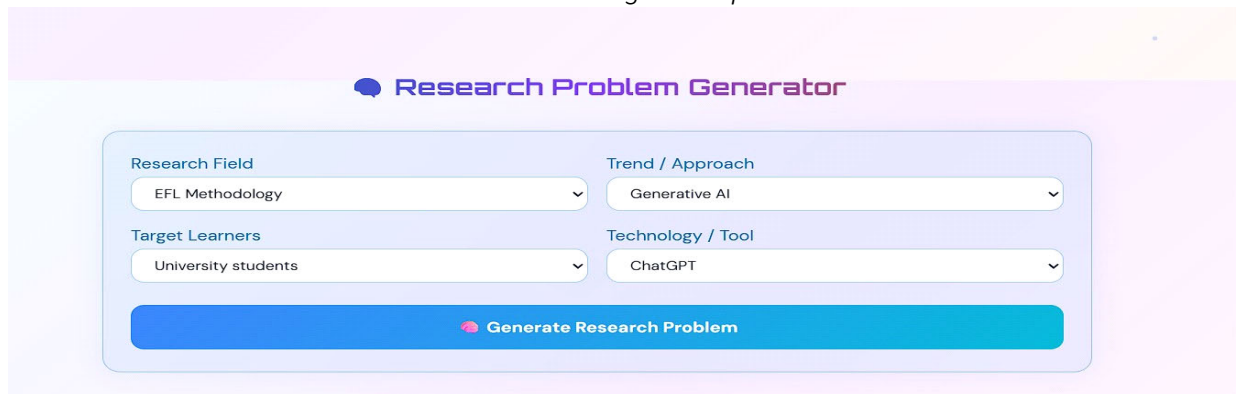 Research Problem Generator
Research Field
Trend / Approach
EFL Methodology
Generative AI
Target Learners
Technology / Tool
University students
ChatGPT
Generate Research Problem